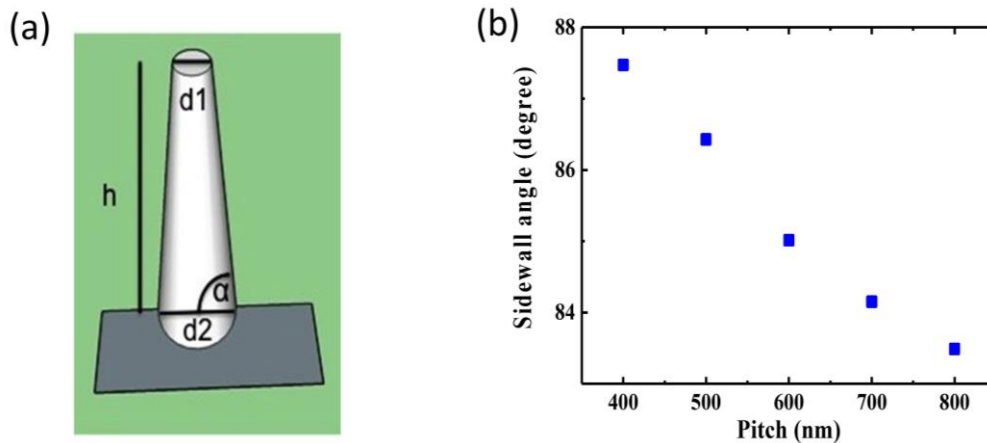 (a)
d1
h
α
d2
(b)
88
86
84
Sidewall angle (degree)
400 500 600 700 800
Pitch (nm)